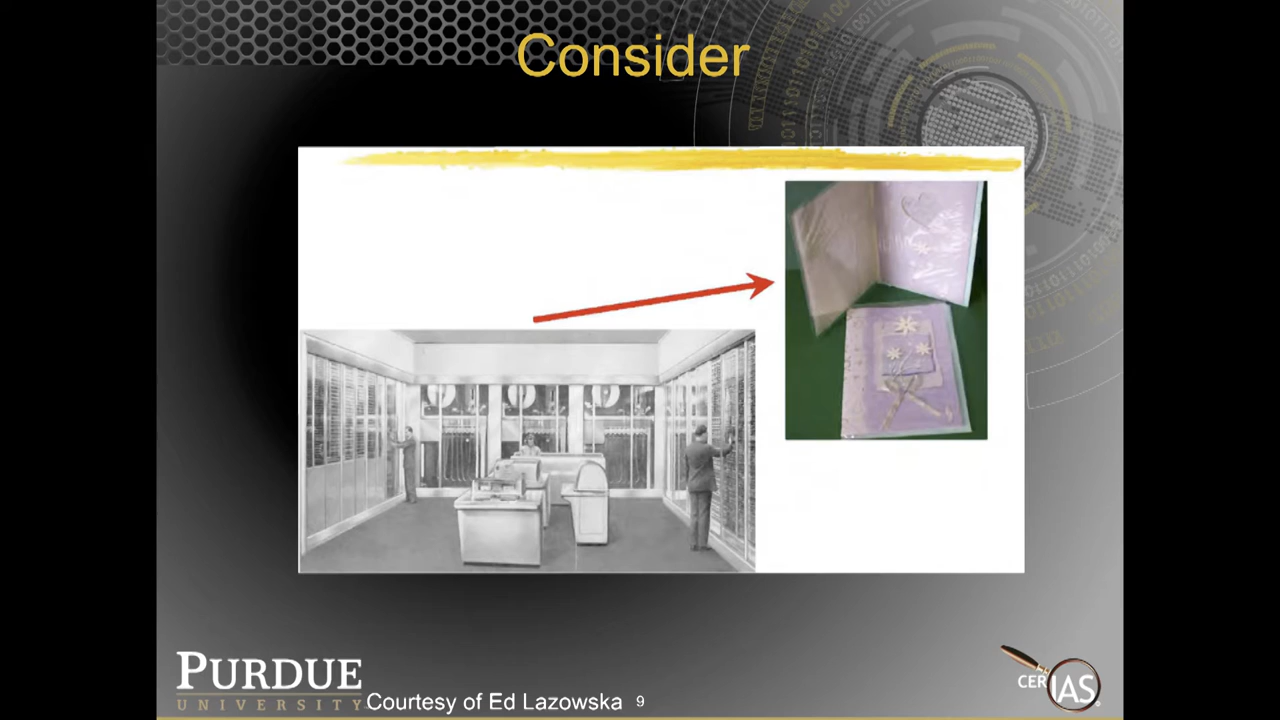 Consider
PURDUE
UNIVERSITY
Courtesy of Ed Lazowska 9
CERIAS